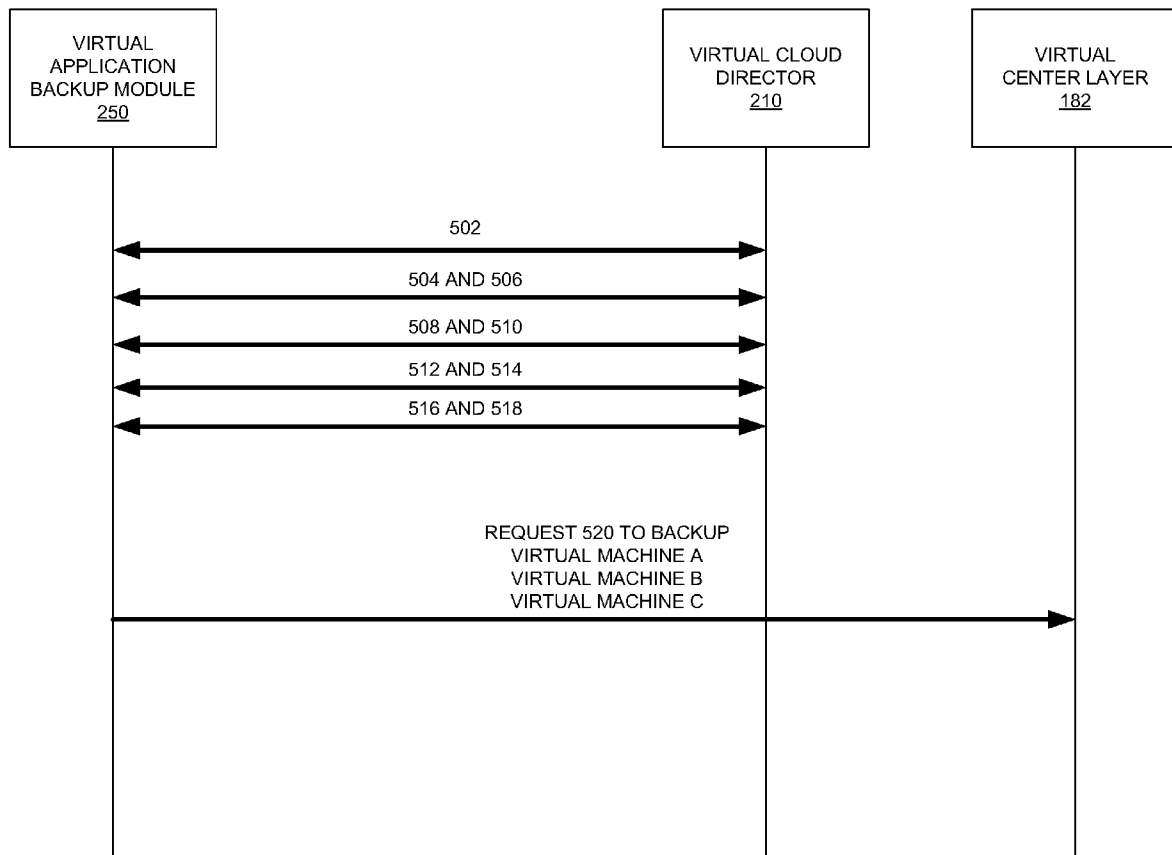 VIRTUAL
APPLICATION
BACKUP MODULE
250
VIRTUAL CLOUD
DIRECTOR
210
VIRTUAL
CENTER LAYER
182
502
504 AND 506
508 AND 510
512 AND 514
516 AND 518
REQUEST 520 TO BACKUP
VIRTUAL MACHINE A
VIRTUAL MACHINE B
VIRTUAL MACHINE C